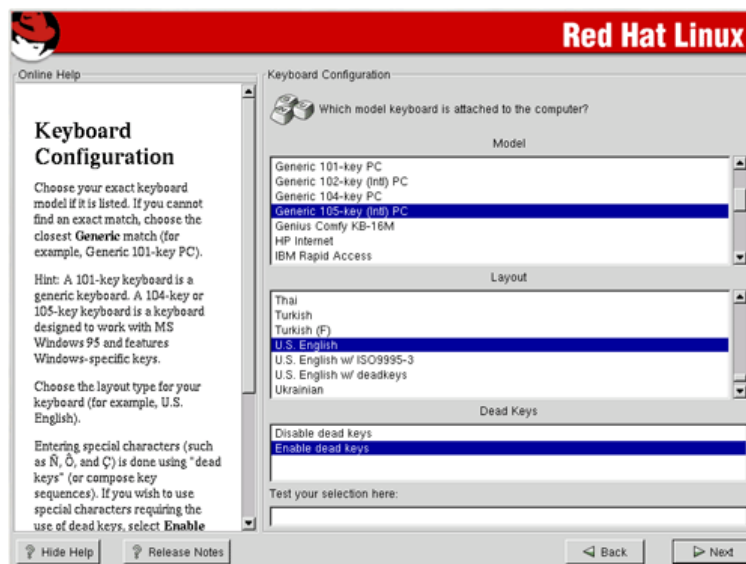 Red Hat Linux
Online Help
Keyboard
Configuration
Choose your exact keyboard
model if it is listed. If you cannot
find an exact match, choose the
closest Generic match (for
example, Generic 101-key PC).
Hint: A 101-key keyboard is a
generic keyboard. A 104-key or
105-key keyboard is a keyboard
designed to work with MS
Windows 95 and features
Windows-specific keys.
Choose the layout type for your
keyboard (for example, U.S.
English).
Entering special characters (such
as Ñ, Ô, and Ç) is done using "dead
keys" (or compose key
sequences). If you wish to use
special characters requiring the
use of dead keys, select Enable
Keyboard Configuration
Which model keyboard is attached to the computer?
Model
Generic 101-key PC
Generic 102-key (Intl) PC
Generic 104-key PC
Generic 105-key (Intl) PC
Genius Comfy KB-16M
HP Internet
IBM Rapid Access
Layout
Thai
Turkish
Turkish (F)
U.S. English
U.S. English w/ ISO9995-3
U.S. English w/ deadkeys
Ukrainian
Dead Keys
Disable dead keys
Enable dead keys
Test your selection here:
Hide Help
Release Notes
Back
Next